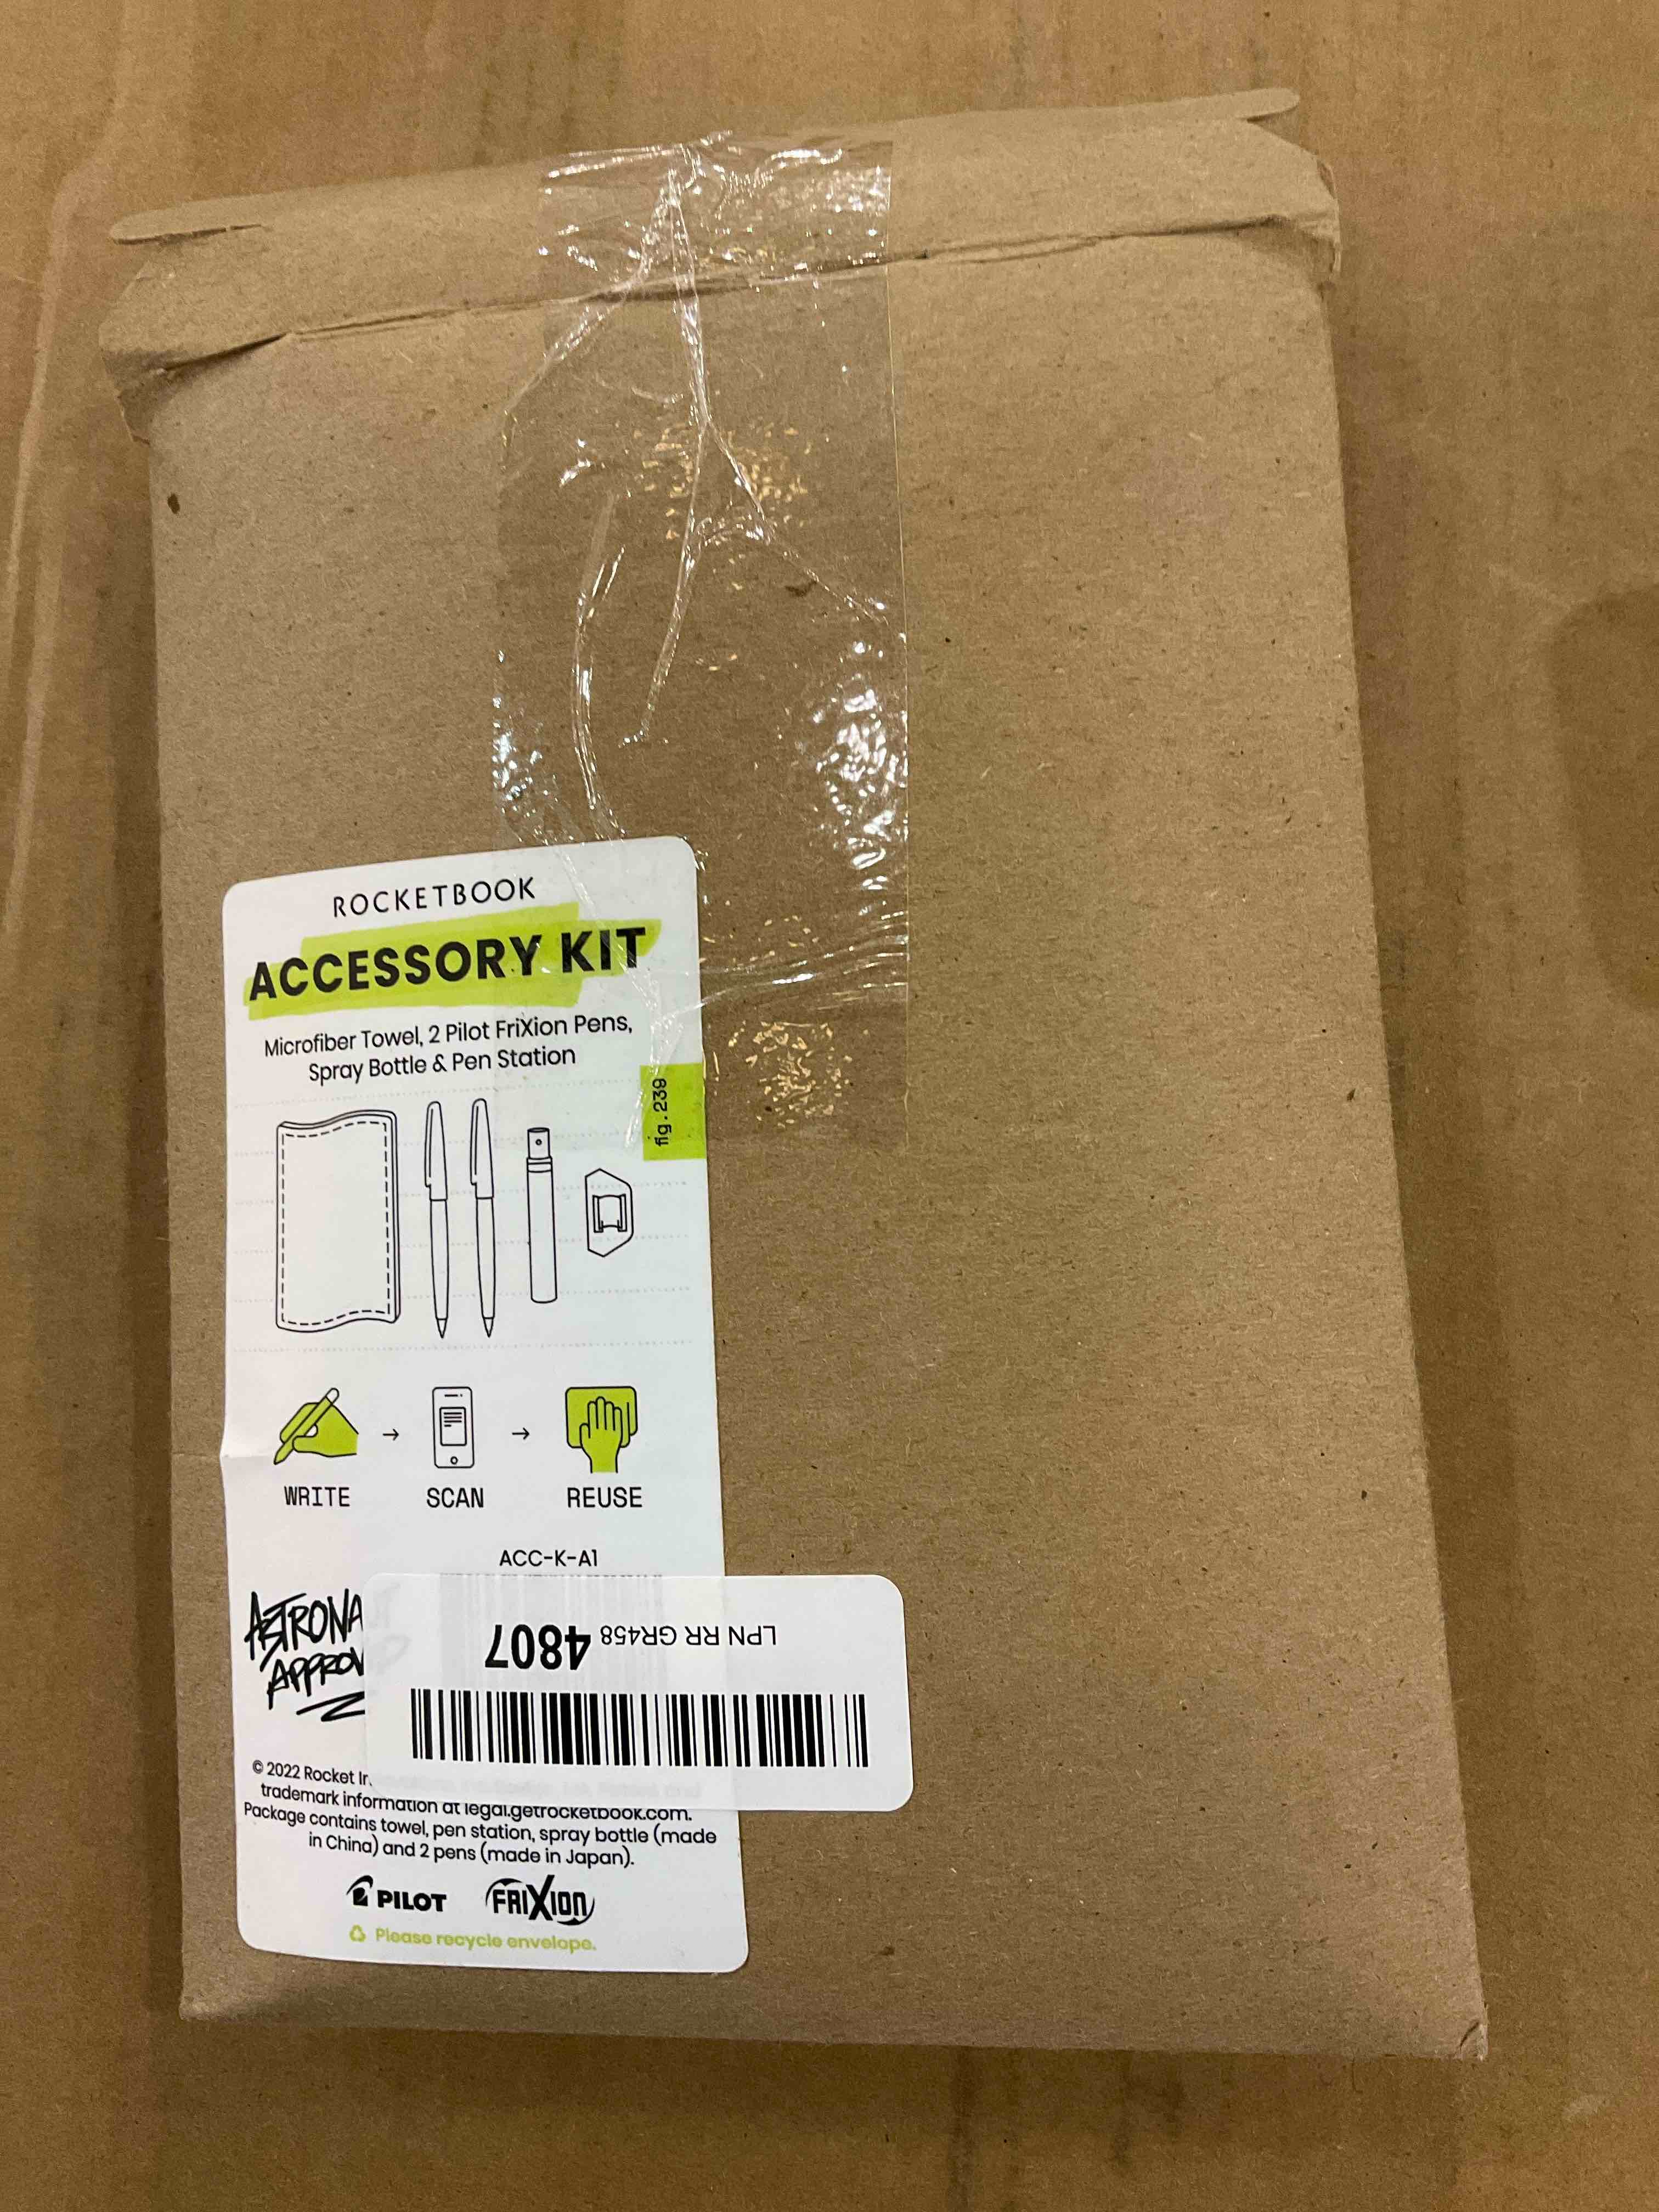 ROCKETBOOK
ACCESSORY KIT
Microfiber Towel, 2 Pilot FriXion Pens,
Spray Bottle & Pen Station
fig. 239
WRITE → SCAN → REUSE
ACC-K-A1
LPN RR GR458 4807
© 2022 Rocket
trademark information at legal.getrocketbook.com.
Package contains towel, pen station, spray bottle (made
in China) and 2 pens (made in Japan).
PILOT FRIXION
Please recycle envelope.